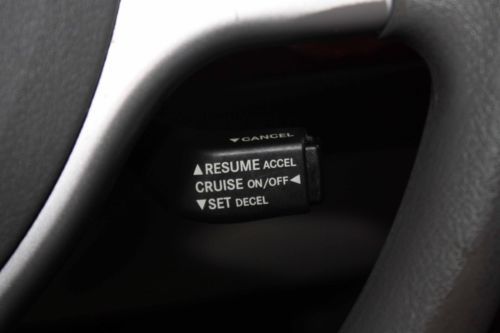 ▼CANCEL
▲RESUME ACCEL
CRUISE ON/OFF◄
▼SET DECEL